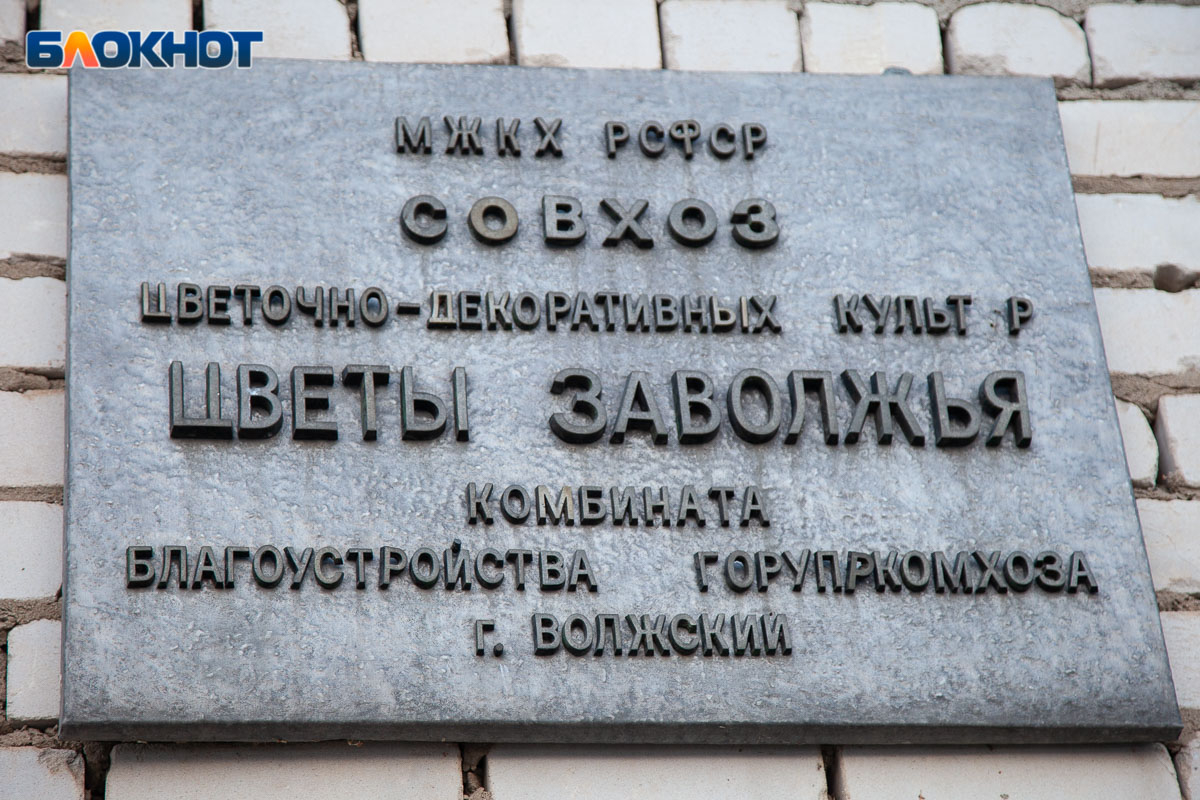 БЛОКНОТ
МЖКХ РСФСР
СОВХОЗ
ЦВЕТОЧНО-ДЕКОРАТИВНЫХ КУЛЬТ Р
ЦВЕТЫ ЗАВОЛЖЬЯ
КОМБИНАТА
БЛАГОУСТРОЙСТВА ГОРУПРКОМХОЗА
г. ВОЛЖСКИЙ